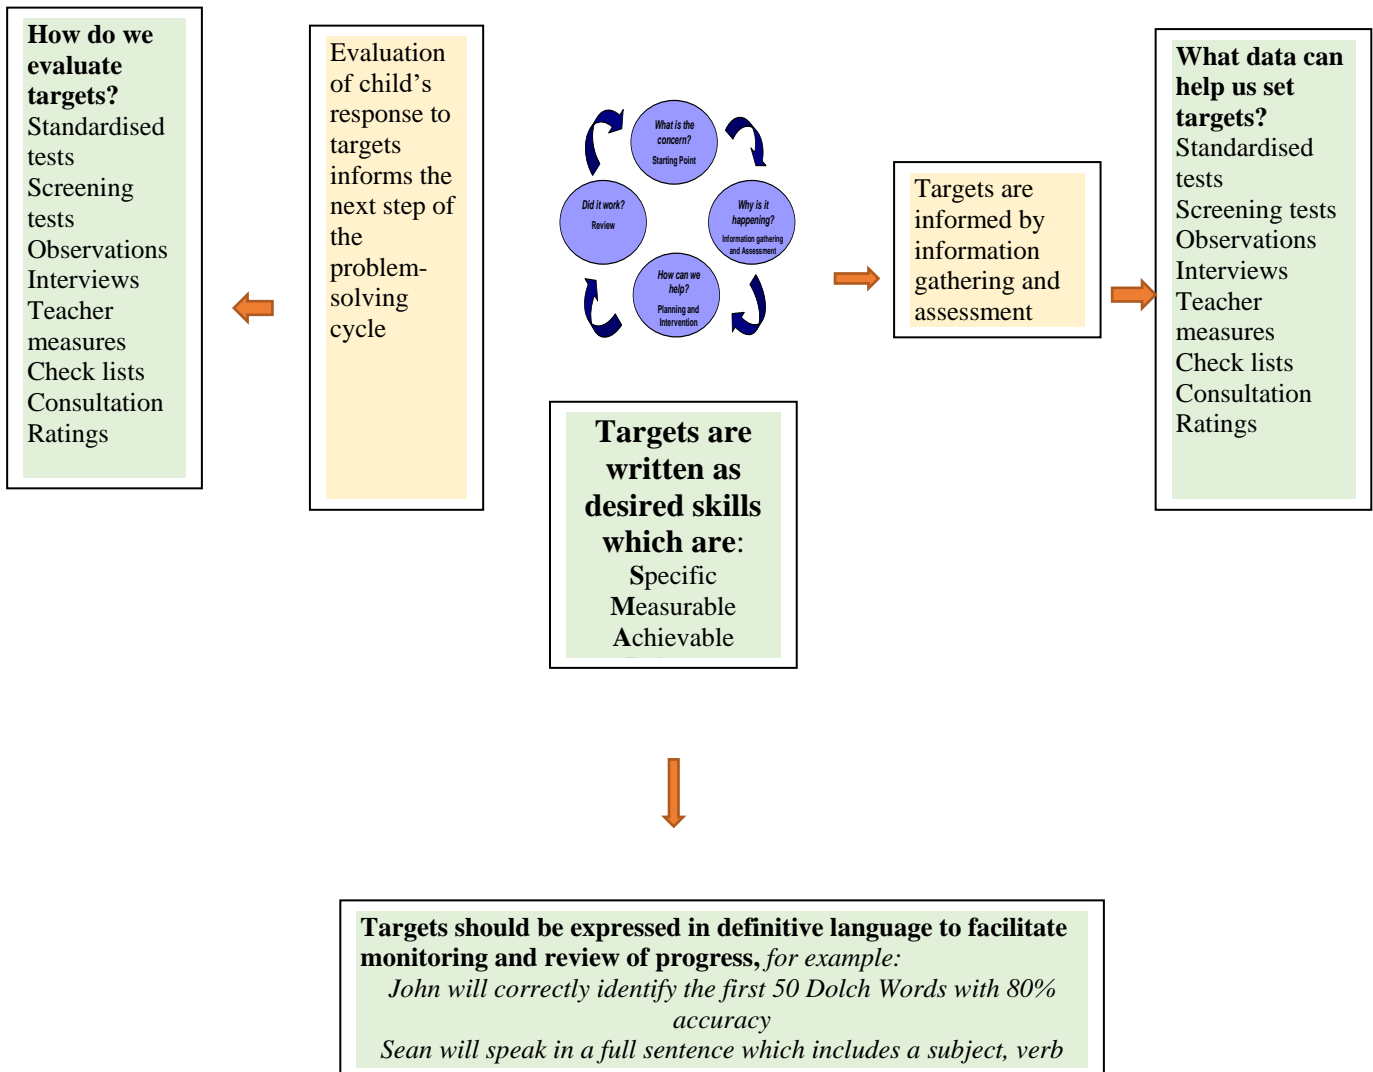 How do we
evaluate
targets?
Standardised
tests
Screening
tests
Observations
Interviews
Teacher
measures
Check lists
Consultation
Ratings
Evaluation
of child's
response to
targets
informs the
next step of
the
problem-
solving
cycle
What is the
concern?
Starting Point
Did it work?
Review
Why is it
happening?
Information gathering
and Assessment
How can we
help?
Planning and
Intervention
Targets are
informed by
information
gathering and
assessment
What data can
help us set
targets?
Standardised
tests
Screening tests
Observations
Interviews
Teacher
measures
Check lists
Consultation
Ratings
Targets are
written as
desired skills
which are:
Specific
Measurable
Achievable
Targets should be expressed in definitive language to facilitate
monitoring and review of progress, for example:
John will correctly identify the first 50 Dolch Words with 80%
accuracy
Sean will speak in a full sentence which includes a subject, verb